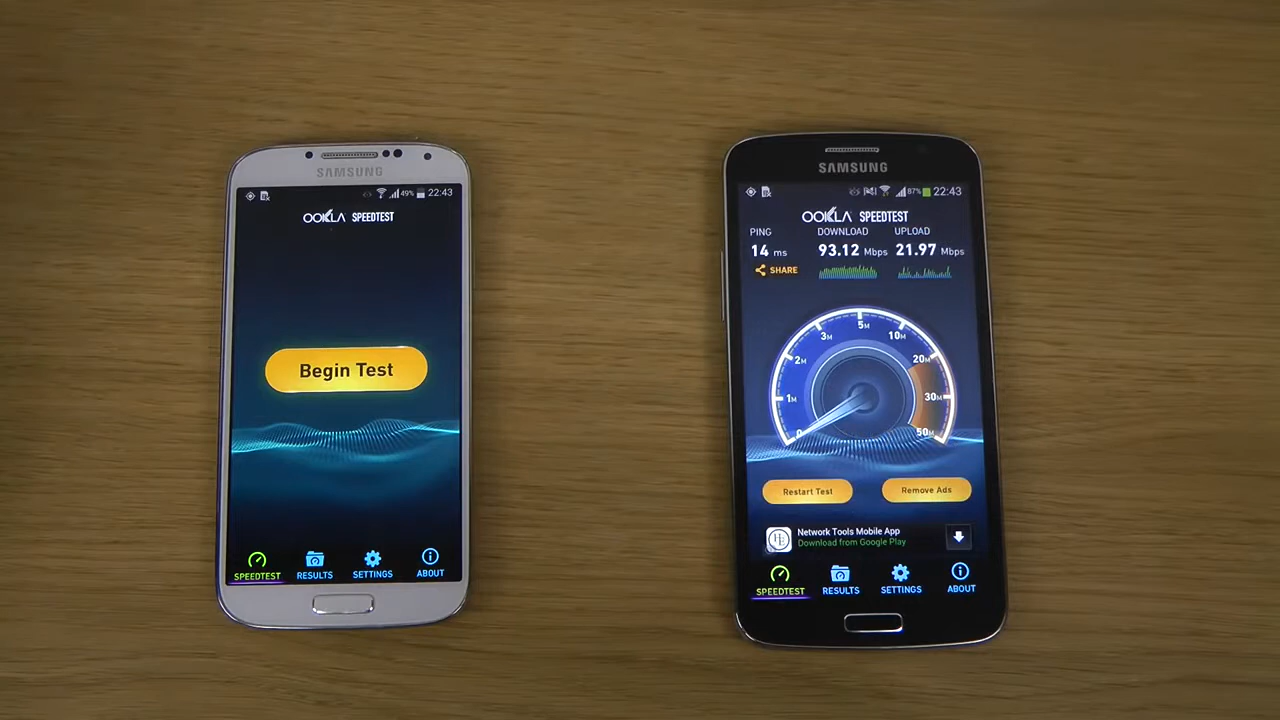 SAMSUNG
49% 22:43
OOKLA SPEEDTEST
Begin Test
SPEEDTEST RESULTS SETTINGS ABOUT
SAMSUNG
87% 22:43
OOKLA SPEEDTEST
PING DOWNLOAD UPLOAD
14 ms 93.12 Mbps 21.97 Mbps
SHARE
5M
3M 10M
2M 20M
1M 30M
0 50M
Restart Test Remove Ads
HE Network Tools Mobile App
Download from Google Play
SPEEDTEST RESULTS SETTINGS ABOUT